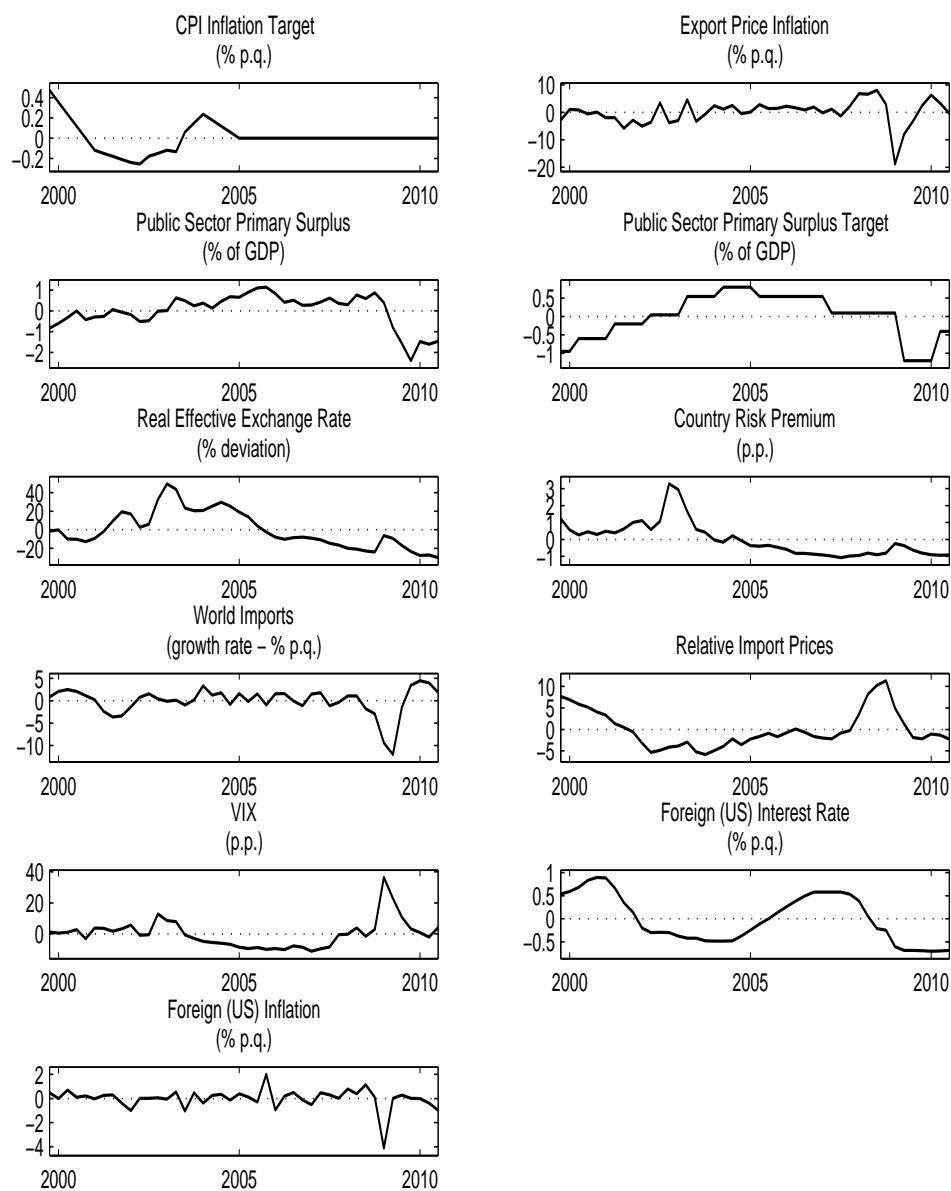 CPI Inflation Target
(% p.q.)
0.4
0.2
0
−0.2
2000 2005 2010
Export Price Inflation
(% p.q.)
10
0
−10
−20
2000 2005 2010
Public Sector Primary Surplus
(% of GDP)
1
0
−1
−2
2000 2005 2010
Public Sector Primary Surplus Target
(% of GDP)
0.5
0
−0.5
−1
2000 2005 2010
Real Effective Exchange Rate
(% deviation)
40
20
0
−20
2000 2005 2010
Country Risk Premium
(p.p.)
3
2
1
0
−1
2000 2005 2010
World Imports
(growth rate − % p.q.)
5
0
−5
−10
2000 2005 2010
Relative Import Prices
10
5
0
−5
2000 2005 2010
VIX
(p.p.)
40
20
0
2000 2005 2010
Foreign (US) Interest Rate
(% p.q.)
1
0.5
0
−0.5
2000 2005 2010
Foreign (US) Inflation
(% p.q.)
2
0
−2
−4
2000 2005 2010